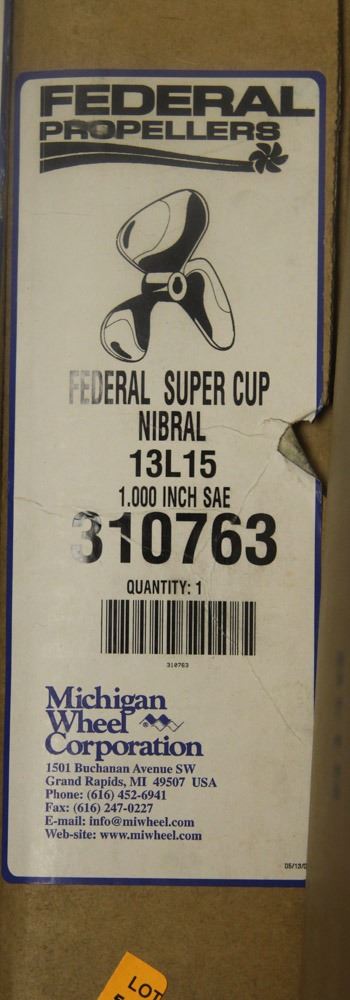 FEDERAL
PROPELLERS
FEDERAL SUPER CUP
NIBRAL
13L15
1.000 INCH SAE
310763
QUANTITY: 1
310763
Michigan
Wheel
Corporation
1501 Buchanan Avenue SW
Grand Rapids, MI 49507 USA
Phone: (616) 452-6941
Fax: (616) 247-0227
E-mail: info@miwheel.com
Web-site: www.miwheel.com
LOT